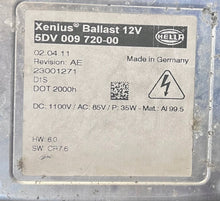 Xenius® Ballast 12V
5DV 009 720-00
HELLA
02.04.11
Revision: AE
Made in Germany
23001271
D1S
DOT 2000h
DC: 1100V / AC: 85V / P: 35W - Mat.: Al 99.5
HW: 6.0
SW: CR7.6